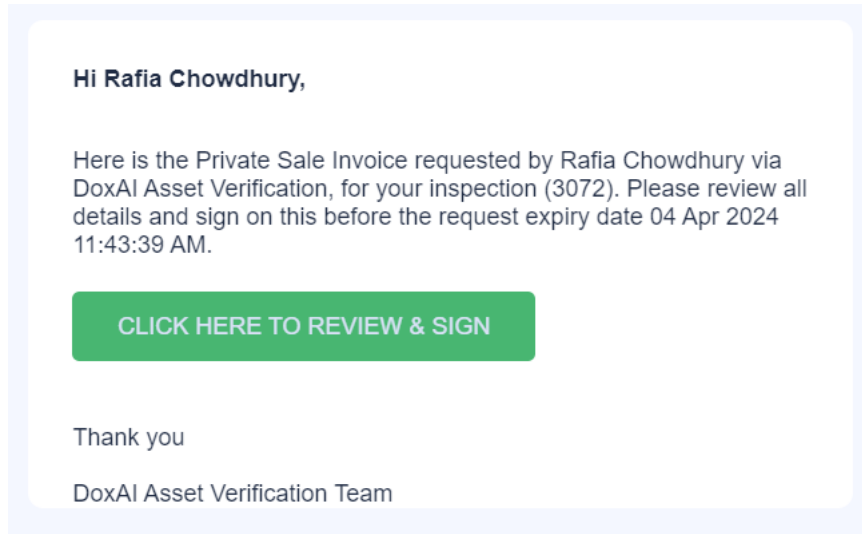 Hi Rafia Chowdhury,
Here is the Private Sale Invoice requested by Rafia Chowdhury via
DoxAI Asset Verification, for your inspection (3072). Please review all
details and sign on this before the request expiry date 04 Apr 2024
11:43:39 AM.
CLICK HERE TO REVIEW & SIGN
Thank you
DoxAI Asset Verification Team